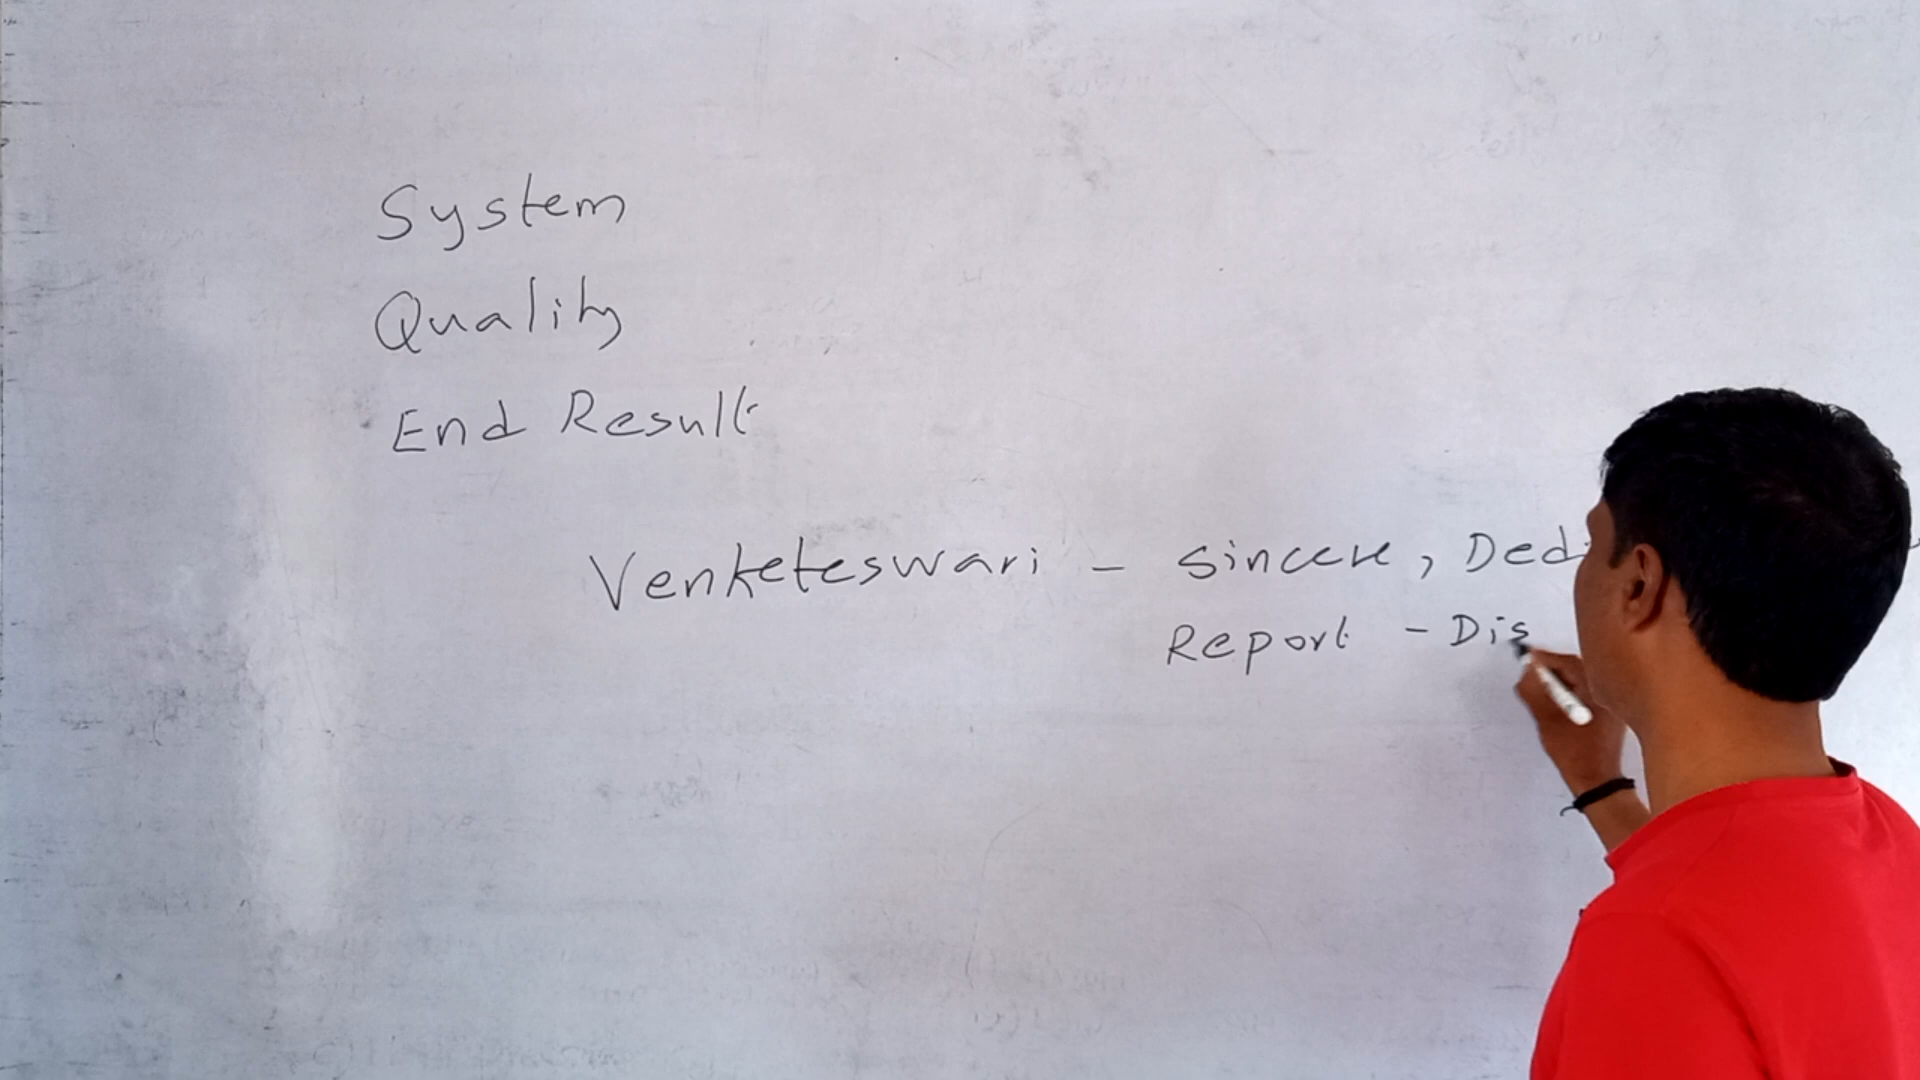 System
Quality
End Result
Venketeswari - sincere, Ded
Report - Dis